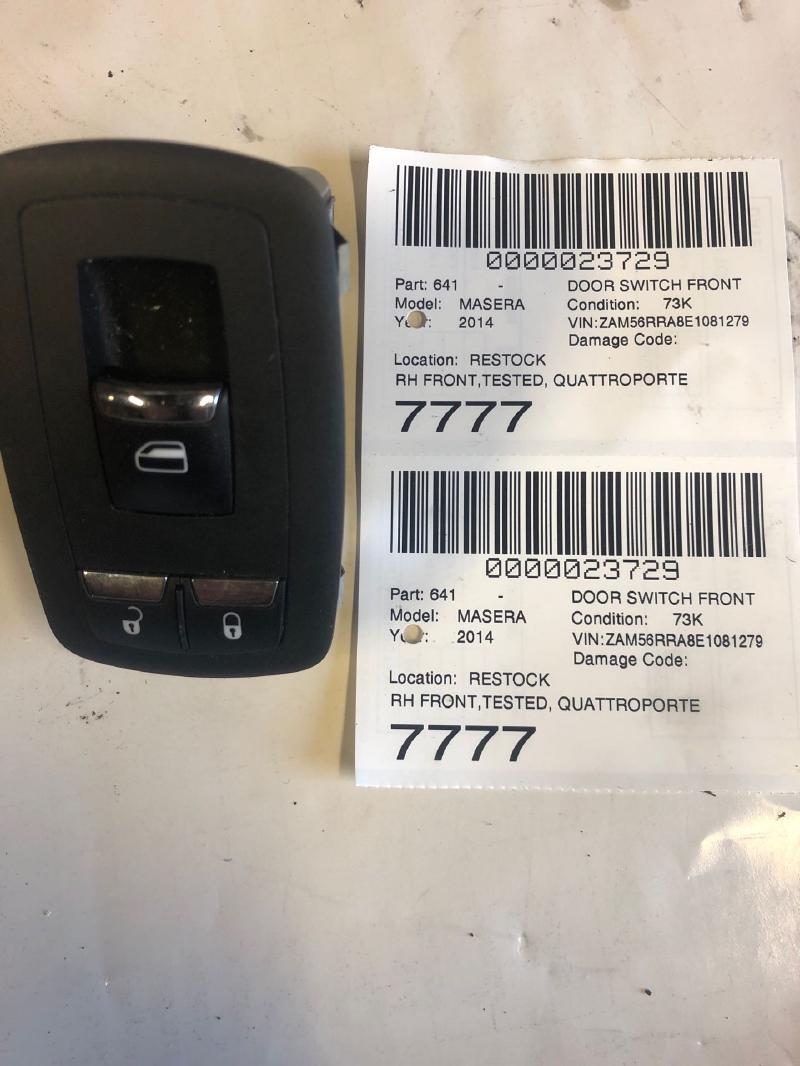 0000023729
Part: 641 - DOOR SWITCH FRONT
Model: MASERA Condition: 73K
2014 VIN:ZAM56RRA8E1081279
Damage Code:
Location: RESTOCK
RH FRONT,TESTED, QUATTROPORTE
7777
0000023729
Part: 641 - DOOR SWITCH FRONT
Model: MASERA Condition: 73K
2014 VIN:ZAM56RRA8E1081279
Damage Code:
Location: RESTOCK
RH FRONT,TESTED, QUATTROPORTE
7777